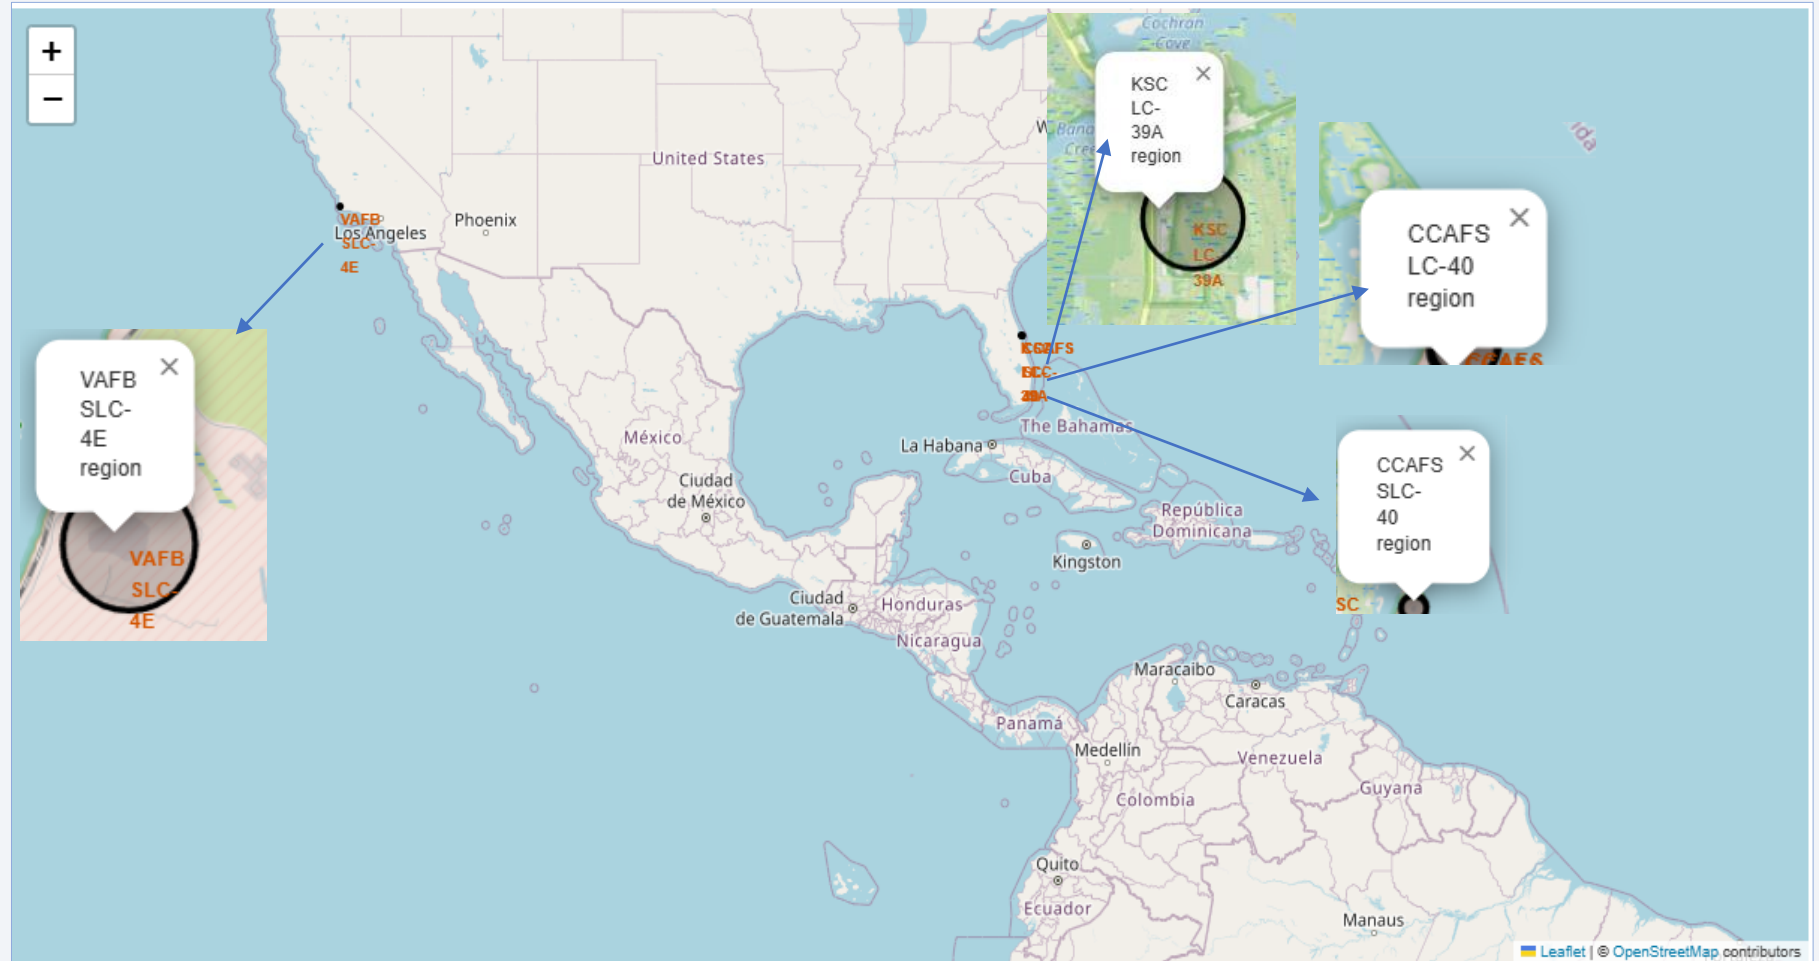 +
−
United States
Phoenix
VAFB
Los Angeles
SLC-
4E
VAFB
SLC-
4E
region
VAFB
SLC-
4E
Cochran
Cove
KSC
LC-
39A
region
KSC
LC-
39A
CCAFS
LC-40
region
CCAFS
CCAFS
SLC-
40
region
SC
The Bahamas
La Habana
Cuba
México
Ciudad
de México
República
Dominicana
Kingston
Ciudad
de Guatemala
Honduras
Nicaragua
Maracaibo
Caracas
Panamá
Medellín
Venezuela
Guyana
Colombia
Quito
Ecuador
Manaus
Leaflet | © OpenStreetMap contributors